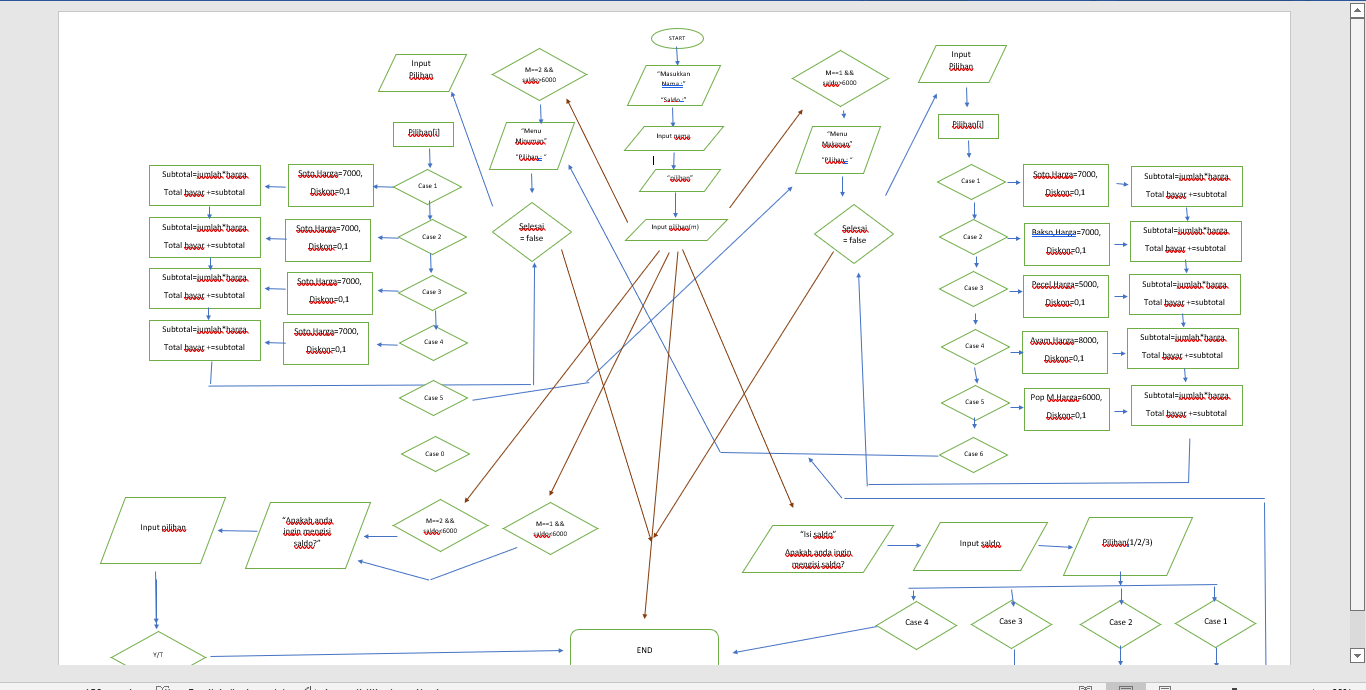 START
"Masukkan
Nama :"
"Saldo :"
Input name
"pilihan"
Input pilihan(m)
Input
Pilihan
M==2 &&
saldo>6000
"Menu
Minuman"
"Pilihan : "
Selesai
= false
Pilihan[i]
Case 1
Soto.Harga=7000,
Diskon=0,1
Subtotal=jumlah*harga
Total bayar +=subtotal
Case 2
Soto.Harga=7000,
Diskon=0,1
Subtotal=jumlah*harga
Total bayar +=subtotal
Case 3
Soto.Harga=7000,
Diskon=0,1
Subtotal=jumlah*harga
Total bayar +=subtotal
Case 4
Soto.Harga=7000,
Diskon=0,1
Subtotal=jumlah*harga
Total bayar +=subtotal
Case 5
Case 0
M==1 &&
saldo>6000
"Menu
Makanan"
"Pilihan : "
Selesai
= false
Input
Pilihan
Pilihan[i]
Case 1
Soto.Harga=7000,
Diskon=0,1
Subtotal=jumlah*harga
Total bayar +=subtotal
Case 2
Bakso.Harga=7000,
Diskon=0,1
Subtotal=jumlah*harga
Total bayar +=subtotal
Case 3
Pecel.Harga=5000,
Diskon=0,1
Subtotal=jumlah*harga
Total bayar +=subtotal
Case 4
Ayam.Harga=8000,
Diskon=0,1
Subtotal=jumlah*harga
Total bayar +=subtotal
Case 5
Pop M.Harga=6000,
Diskon=0,1
Subtotal=jumlah*harga
Total bayar +=subtotal
Case 6
Input pilihan
"Apakah anda
ingin mengisi
saldo?"
M==2 &&
saldo<6000
M==1 &&
saldo<6000
"Isi saldo"
Apakah anda ingin
mengisi saldo?
Input saldo
Pilihan(1/2/3)
Case 4
Case 3
Case 2
Case 1
Y/T
END